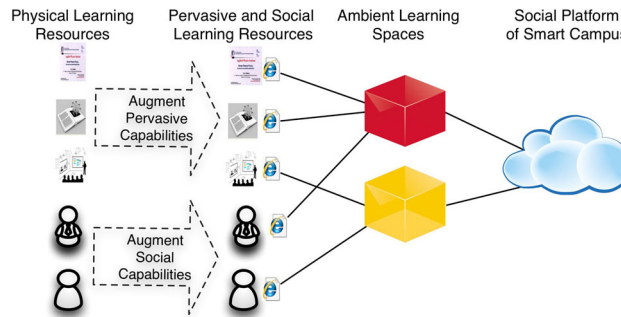 Physical Learning
Resources
Pervasive and Social
Learning Resources
Ambient Learning
Spaces
Social Platform
of Smart Campus
Augment
Pervasive
Capabilities
Augment
Social
Capabilities